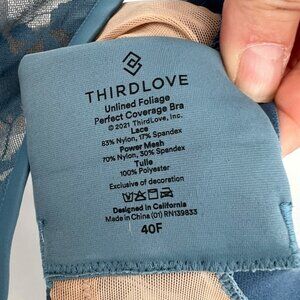 THIRDLOVE
Unlined Foliage
Perfect Coverage Bra
© 2021 ThirdLove, Inc.
Lace
83% Nylon, 17% Spandex
Power Mesh
70% Nylon, 30% Spandex
Tulle
100% Polyester
Exclusive of decoration
Designed in California
Made in China (01) RN139833
40F